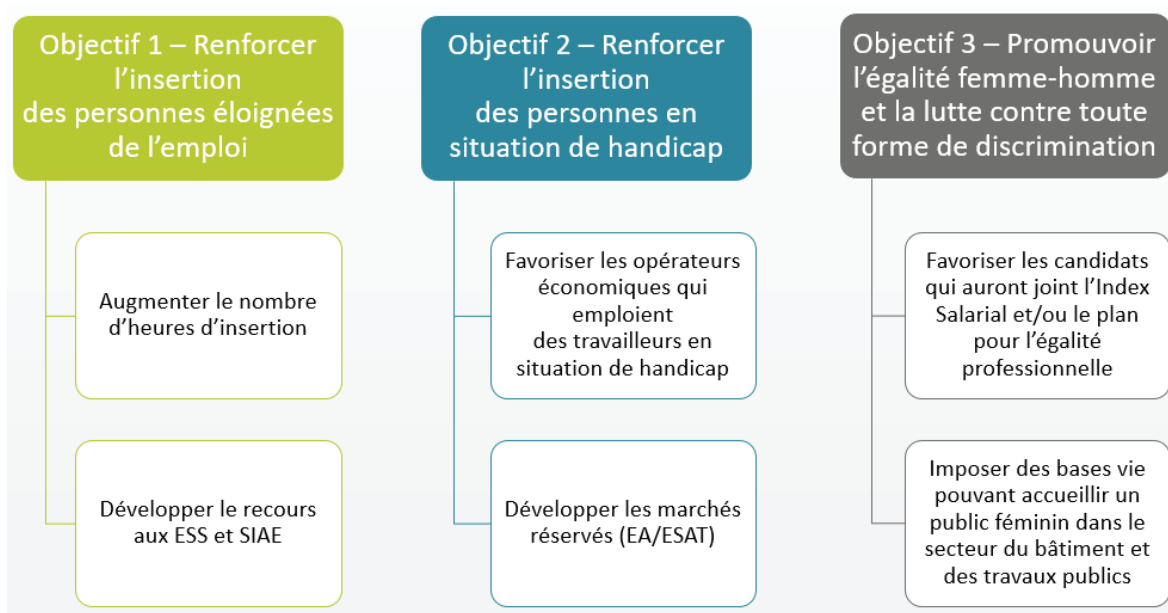 Objectif 1 – Renforcer
l’insertion
des personnes éloignées
de l’emploi
Augmenter le nombre
d’heures d’insertion
Développer le recours
aux ESS et SIAE
Objectif 2 – Renforcer
l’insertion
des personnes en
situation de handicap
Favoriser les opérateurs
économiques qui
emploient
des travailleurs en
situation de handicap
Développer les marchés
réservés (EA/ESAT)
Objectif 3 – Promouvoir
l’égalité femme-homme
et la lutte contre toute
forme de discrimination
Favoriser les candidats
qui auront joint l’Index
Salarial et/ou le plan
pour l’égalité
professionnelle
Imposer des bases vie
pouvant accueillir un
public féminin dans le
secteur du bâtiment et
des travaux publics